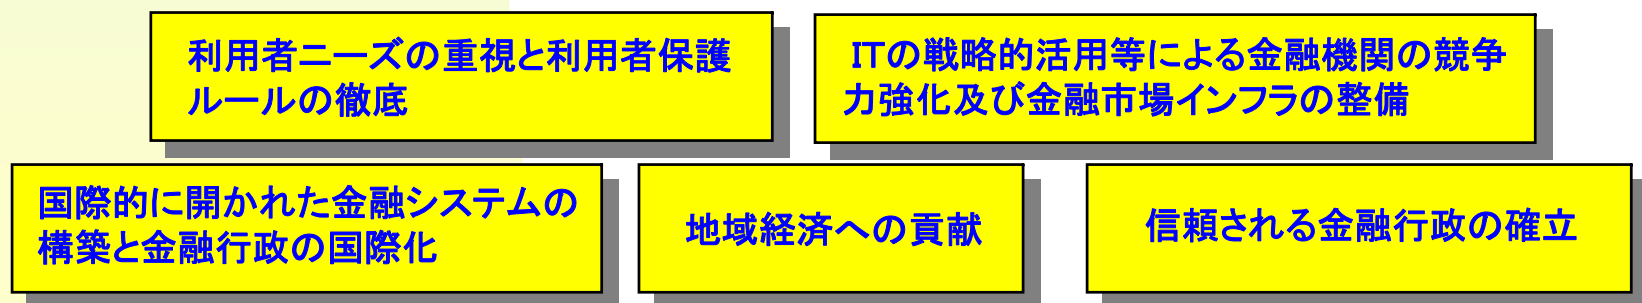 利用者ニーズの重視と利用者保護
ルールの徹底
ITの戦略的活用等による金融機関の競争
力強化及び金融市場インフラの整備
国際的に開かれた金融システムの
構築と金融行政の国際化
地域経済への貢献
信頼される金融行政の確立